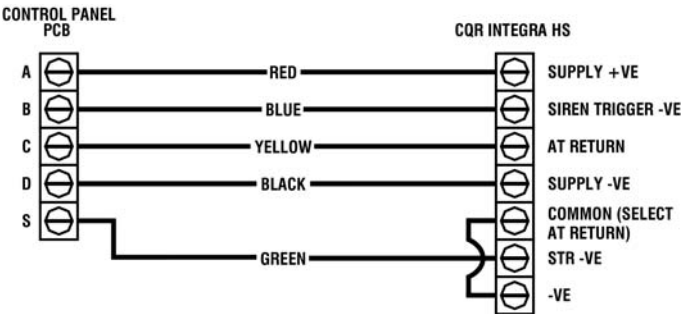 CONTROL PANEL
PCB
CQR INTEGRA HS
A
RED
SUPPLY +VE
B
BLUE
SIREN TRIGGER -VE
C
YELLOW
AT RETURN
D
BLACK
SUPPLY -VE
S
COMMON (SELECT
AT RETURN)
GREEN
STR -VE
-VE